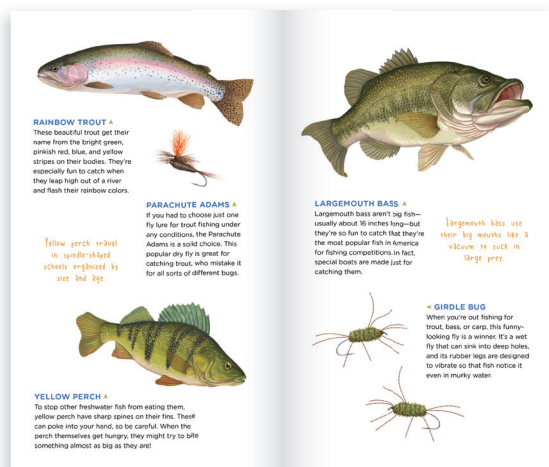 RAINBOW TROUT
These beautiful trout get their
name from the bright green,
pinkish red, blue, and yellow
stripes on their bodies. They're
especially fun to catch when
they leap high out of a river
and flash their rainbow colors.
PARACHUTE ADAMS
If you had to choose just one
fly lure for trout fishing under
any conditions, the Parachute
Adams is a solid choice. This
popular dry fly is great for
catching trout, who mistake it
for all sorts of different bugs.
Yellow perch travel
in spindle-shaped
schools organized by
size and age.
YELLOW PERCH
To stop other freshwater fish from eating them,
yellow perch have sharp spines on their fins. These
can poke into your hand, so be careful. When the
perch themselves get hungry, they might try to bite
something almost as big as they are!
LARGEMOUTH BASS
Largemouth bass aren't big fish—
usually about 16 inches long—but
they're so fun to catch that they're
the most popular fish in America
for fishing competitions. In fact,
special boats are made just for
catching them.
Largemouth bass use
their big mouths like a
vacuum to suck in
large prey.
GIRDLE BUG
When you're out fishing for
trout, bass, or carp, this funny-
looking fly is a winner. It's a wet
fly that can sink into deep holes,
and its rubber legs are designed
to vibrate so that fish notice it
even in murky water.